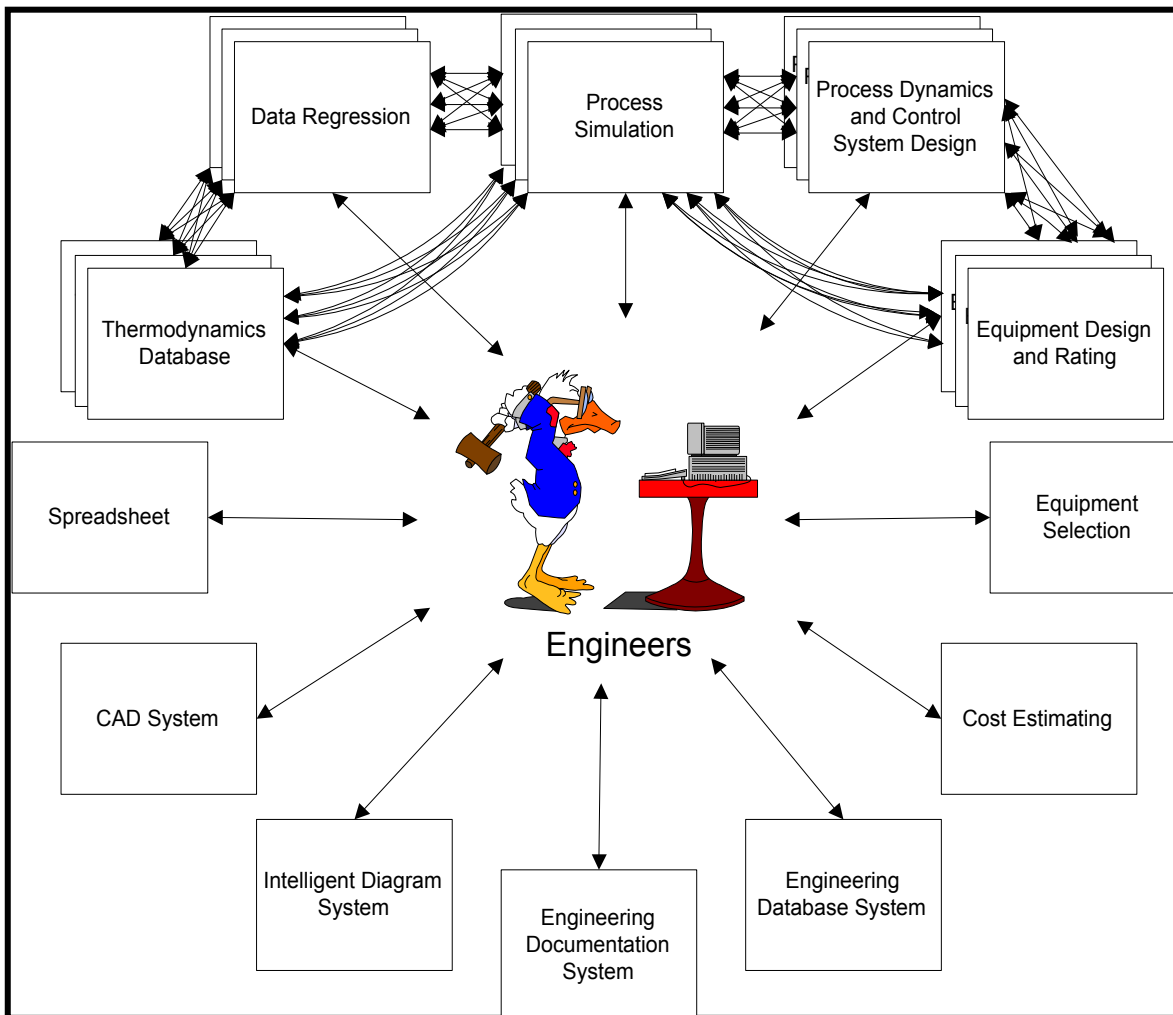 Data Regression
Process
Simulation
Process Dynamics
and Control
System Design
Thermodynamics
Database
Equipment Design
and Rating
Spreadsheet
Equipment
Selection
Engineers
CAD System
Cost Estimating
Intelligent Diagram
System
Engineering
Documentation
System
Engineering
Database System